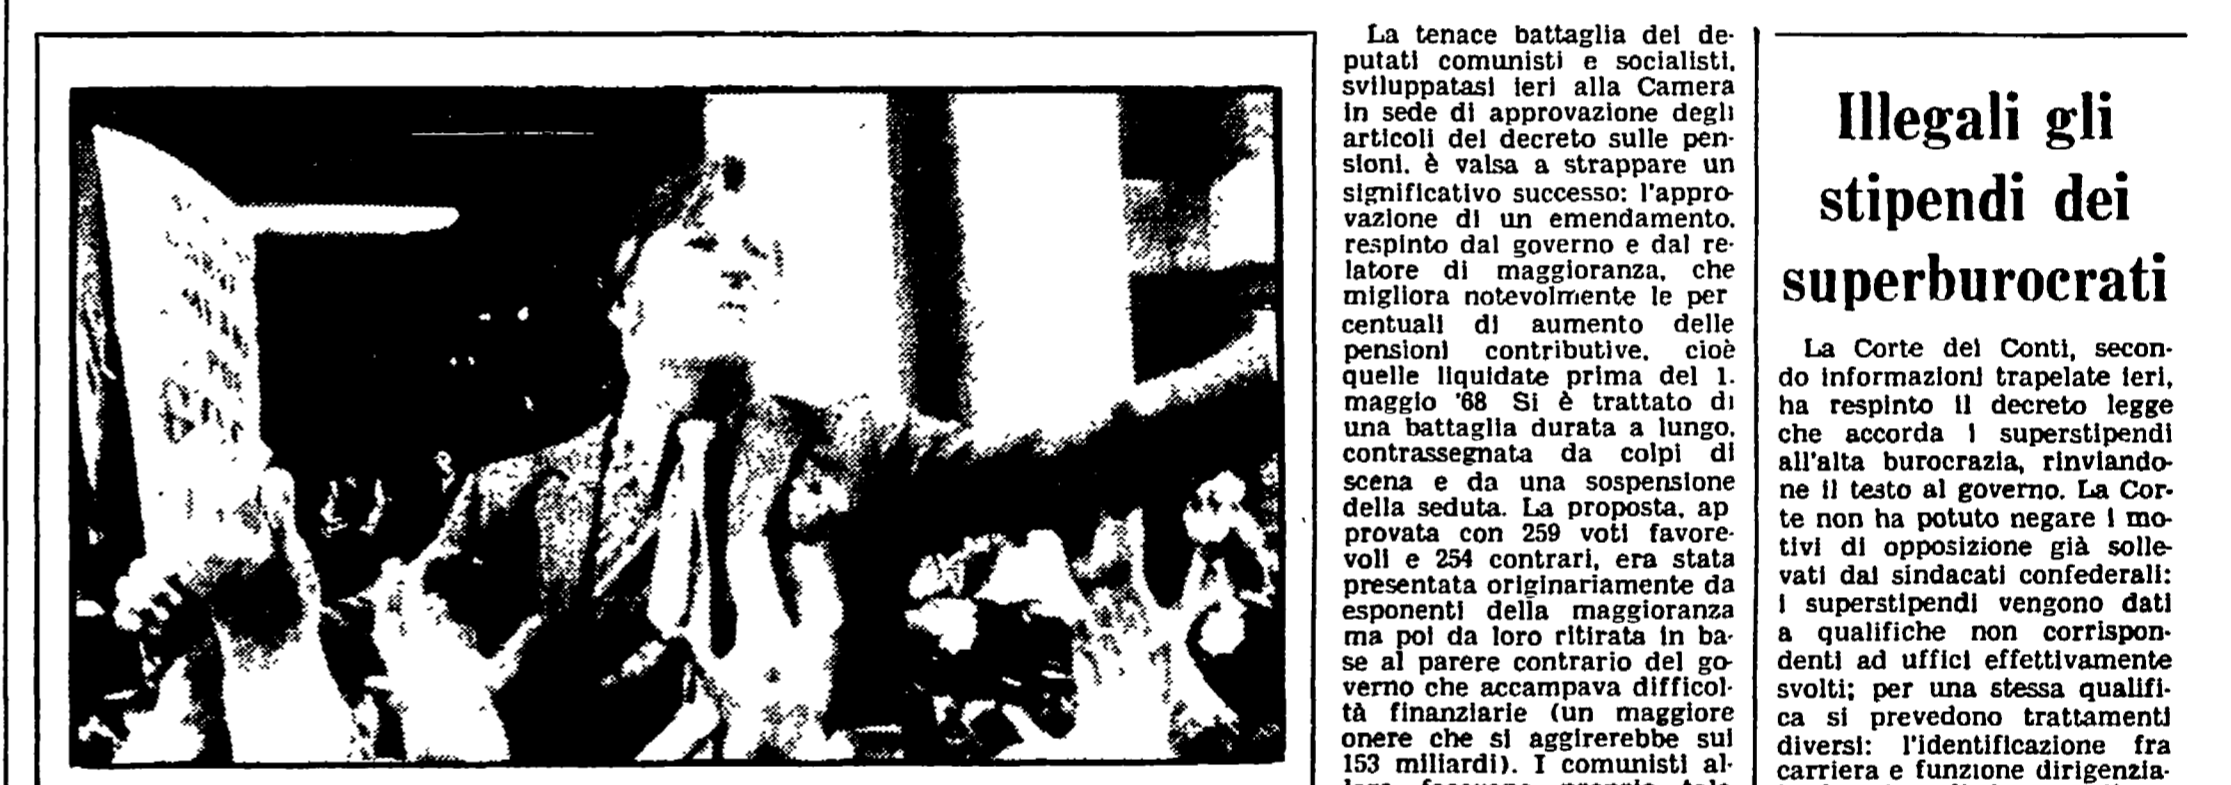 La tenace battaglia dei de-
putati comunisti e socialisti,
sviluppatasi ieri alla Camera
in sede di approvazione degli
articoli del decreto sulle pen-
sioni, è valsa a strappare un
significativo successo: l'appro-
vazione di un emendamento,
respinto dal governo e dal re-
latore di maggioranza, che
migliora notevolmente le per
centuali di aumento delle
pensioni contributive, cioè
quelle liquidate prima del 1.
maggio '68 Si è trattato di
una battaglia durata a lungo,
contrassegnata da colpi di
scena e da una sospensione
della seduta. La proposta, ap
provata con 259 voti favore-
voli e 254 contrari, era stata
presentata originariamente da
esponenti della maggioranza
ma poi da loro ritirata in ba-
se al parere contrario del go-
verno che accampava difficol-
tà finanziarie (un maggiore
onere che si aggirerebbe sui
153 miliardi). I comunisti al-
Illegali gli
stipendi dei
superburocrati
La Corte dei Conti, secon-
do informazioni trapelate ieri,
ha respinto il decreto legge
che accorda i superstipendi
all'alta burocrazia, rinviando-
ne il testo al governo. La Cor-
te non ha potuto negare i mo-
tivi di opposizione già solle-
vati dai sindacati confederali:
i superstipendi vengono dati
a qualifiche non corrispon-
denti ad uffici effettivamente
svolti; per una stessa qualifi-
ca si prevedono trattamenti
diversi: l'identificazione fra
carriera e funzione dirigenzia-